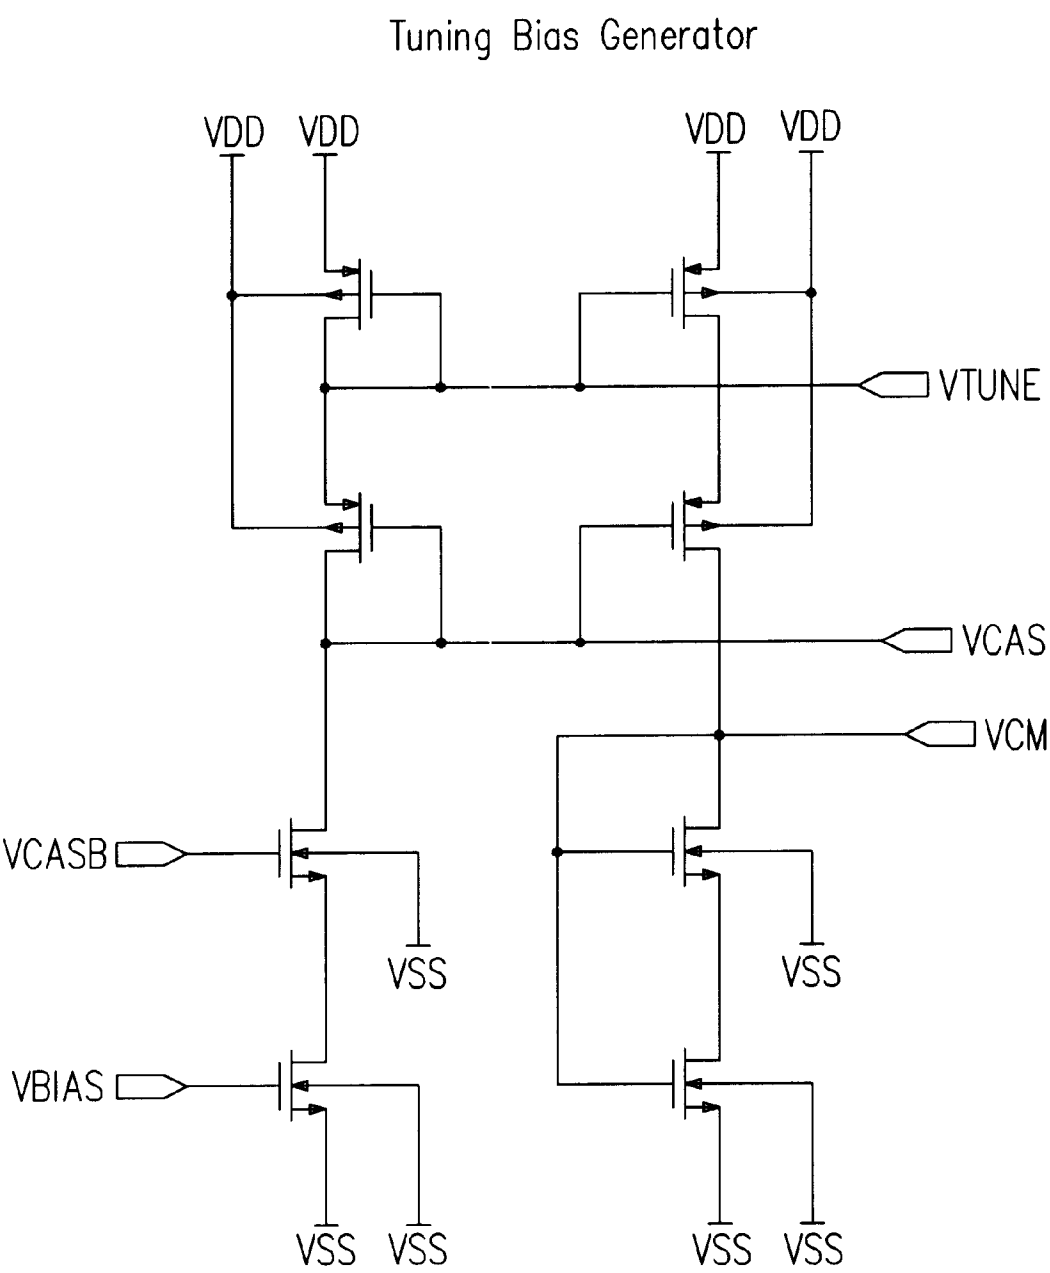 Tuning Bias Generator
VDD VDD VDD VDD
VTUNE
VCAS
VCM
VCASB
VSS VSS
VBIAS
VSS VSS VSS VSS